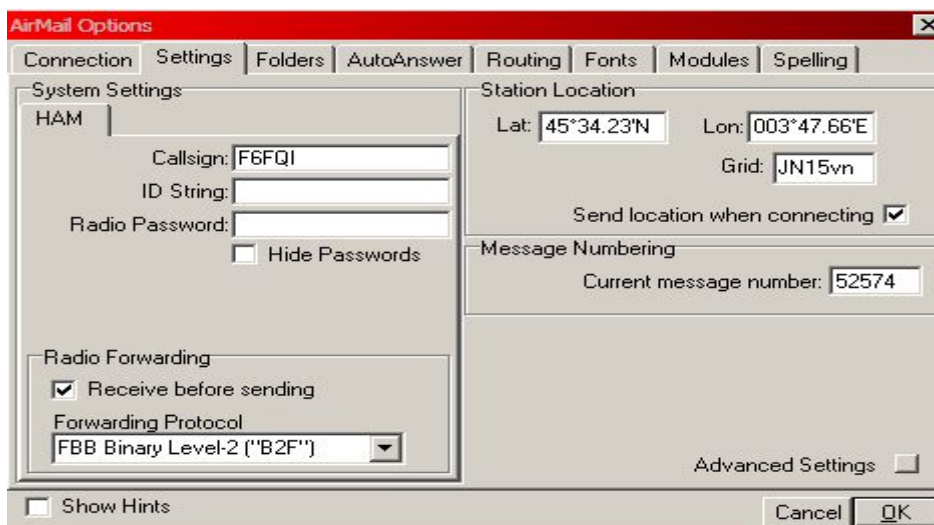 AirMail Options
Connection Settings Folders AutoAnswer Routing Fonts Modules Spelling
System Settings
HAM
Callsign: F6FQI
ID String:
Radio Password:
Hide Passwords
Radio Forwarding
Receive before sending
Forwarding Protocol
FBB Binary Level-2 ("B2F")
Station Location
Lat: 45°34.23'N Lon: 003°47.66'E
Grid: JN15vn
Send location when connecting
Message Numbering
Current message number: 52574
Advanced Settings
Show Hints
Cancel OK